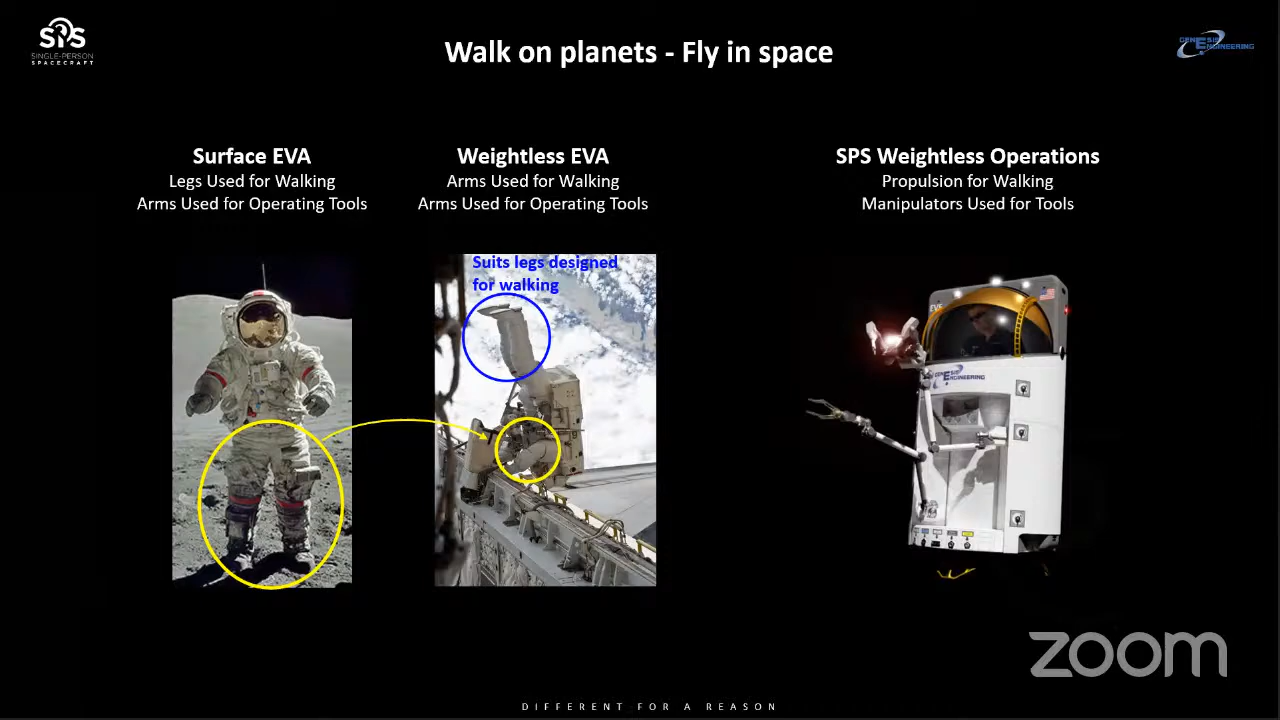 SPS
SINGLE-PERSON
SPACECRAFT
Walk on planets - Fly in space
GENESIS
ENGINEERING
Surface EVA
Legs Used for Walking
Arms Used for Operating Tools
Weightless EVA
Arms Used for Walking
Arms Used for Operating Tools
SPS Weightless Operations
Propulsion for Walking
Manipulators Used for Tools
Suits legs designed
for walking
GENESIS
ENGINEERING
zoom
DIFFERENT FOR A REASON